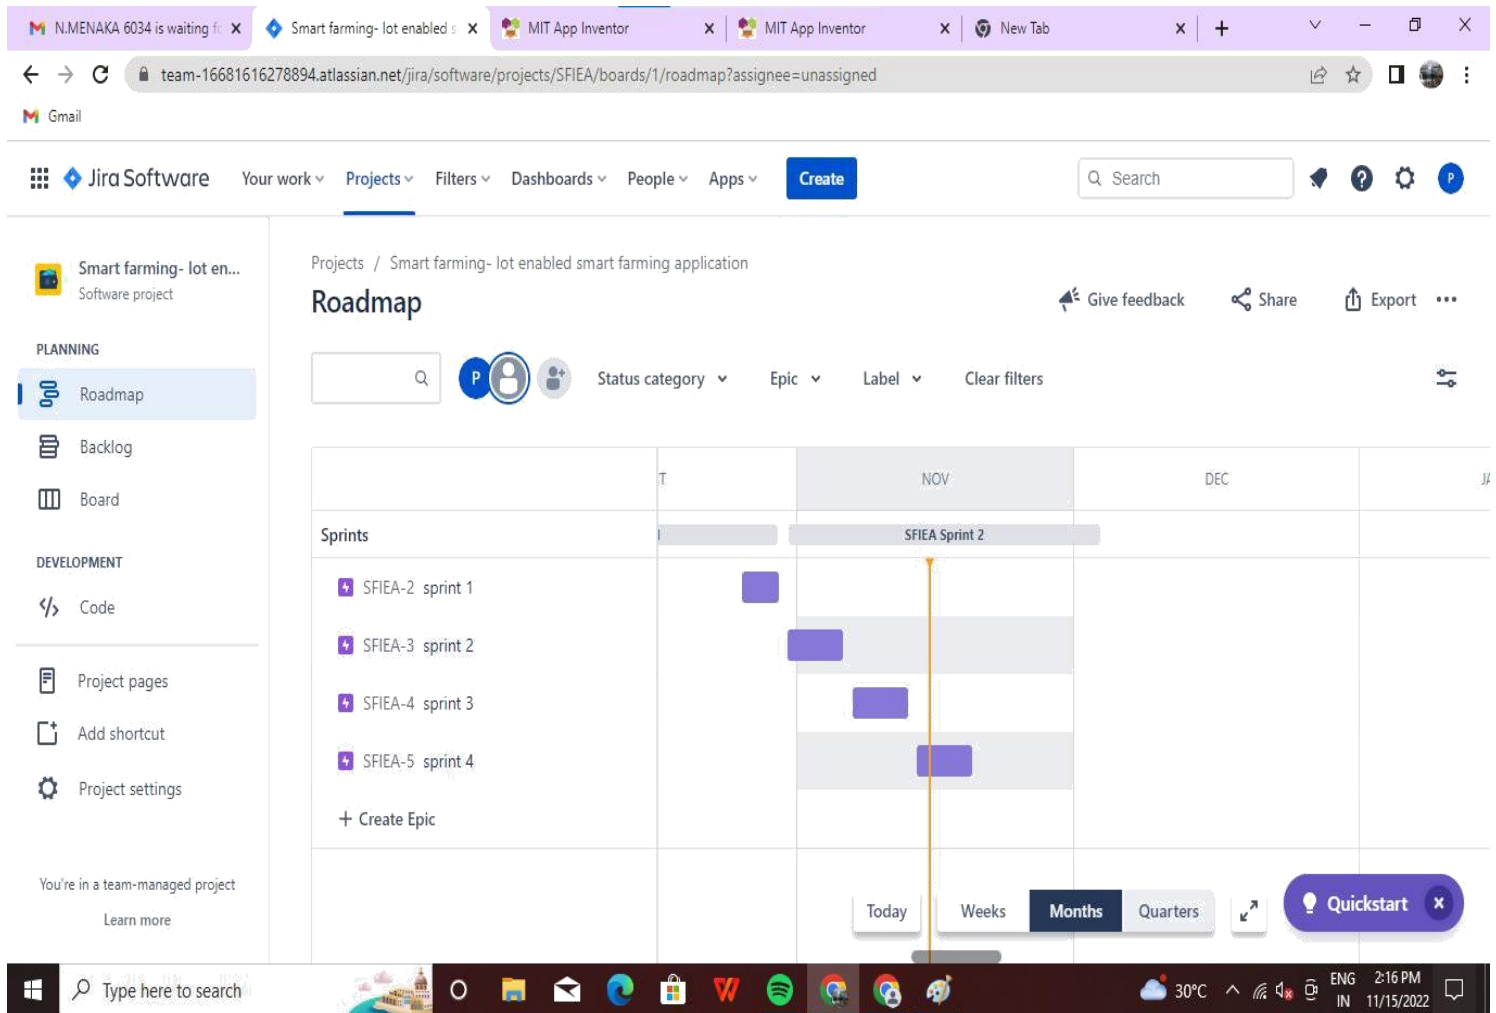 N.MENAKA 6034 is waiting fo
Smart farming- Iot enabled s
MIT App Inventor
MIT App Inventor
New Tab
team-16681616278894.atlassian.net/jira/software/projects/SFIEA/boards/1/roadmap?assignee=unassigned
Gmail
Jira Software
Your work
Projects
Filters
Dashboards
People
Apps
Create
Search
P
Smart farming- Iot en...
Software project
Projects / Smart farming- Iot enabled smart farming application
Roadmap
Give feedback
Share
Export
PLANNING
Roadmap
Backlog
Board
DEVELOPMENT
Code
Project pages
Add shortcut
Project settings
You're in a team-managed project
Learn more
P
Status category
Epic
Label
Clear filters
T
NOV
DEC
JA
Sprints
SFIEA Sprint 2
SFIEA-2 sprint 1
SFIEA-3 sprint 2
SFIEA-4 sprint 3
SFIEA-5 sprint 4
+ Create Epic
Today
Weeks
Months
Quarters
Quickstart
Type here to search
30°C
ENG
IN
2:16 PM
11/15/2022